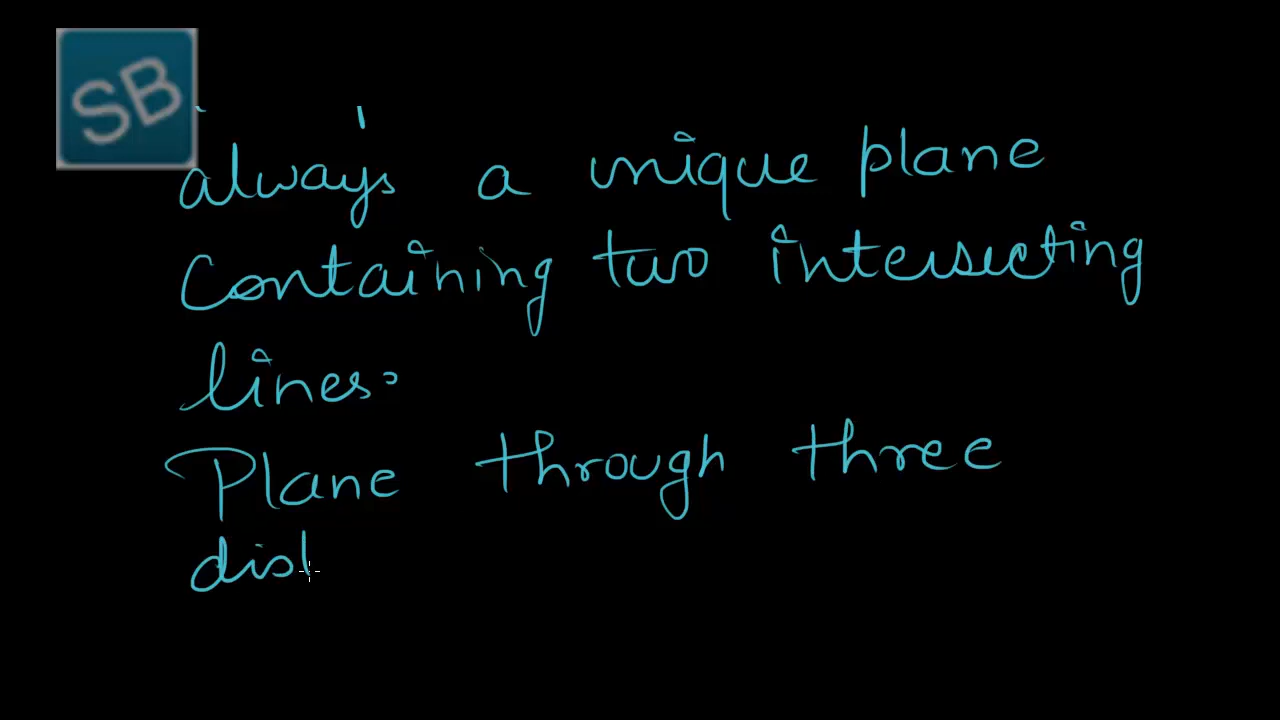 SB
always a unique plane
containing two intersecting
lines.
Plane through three
dist